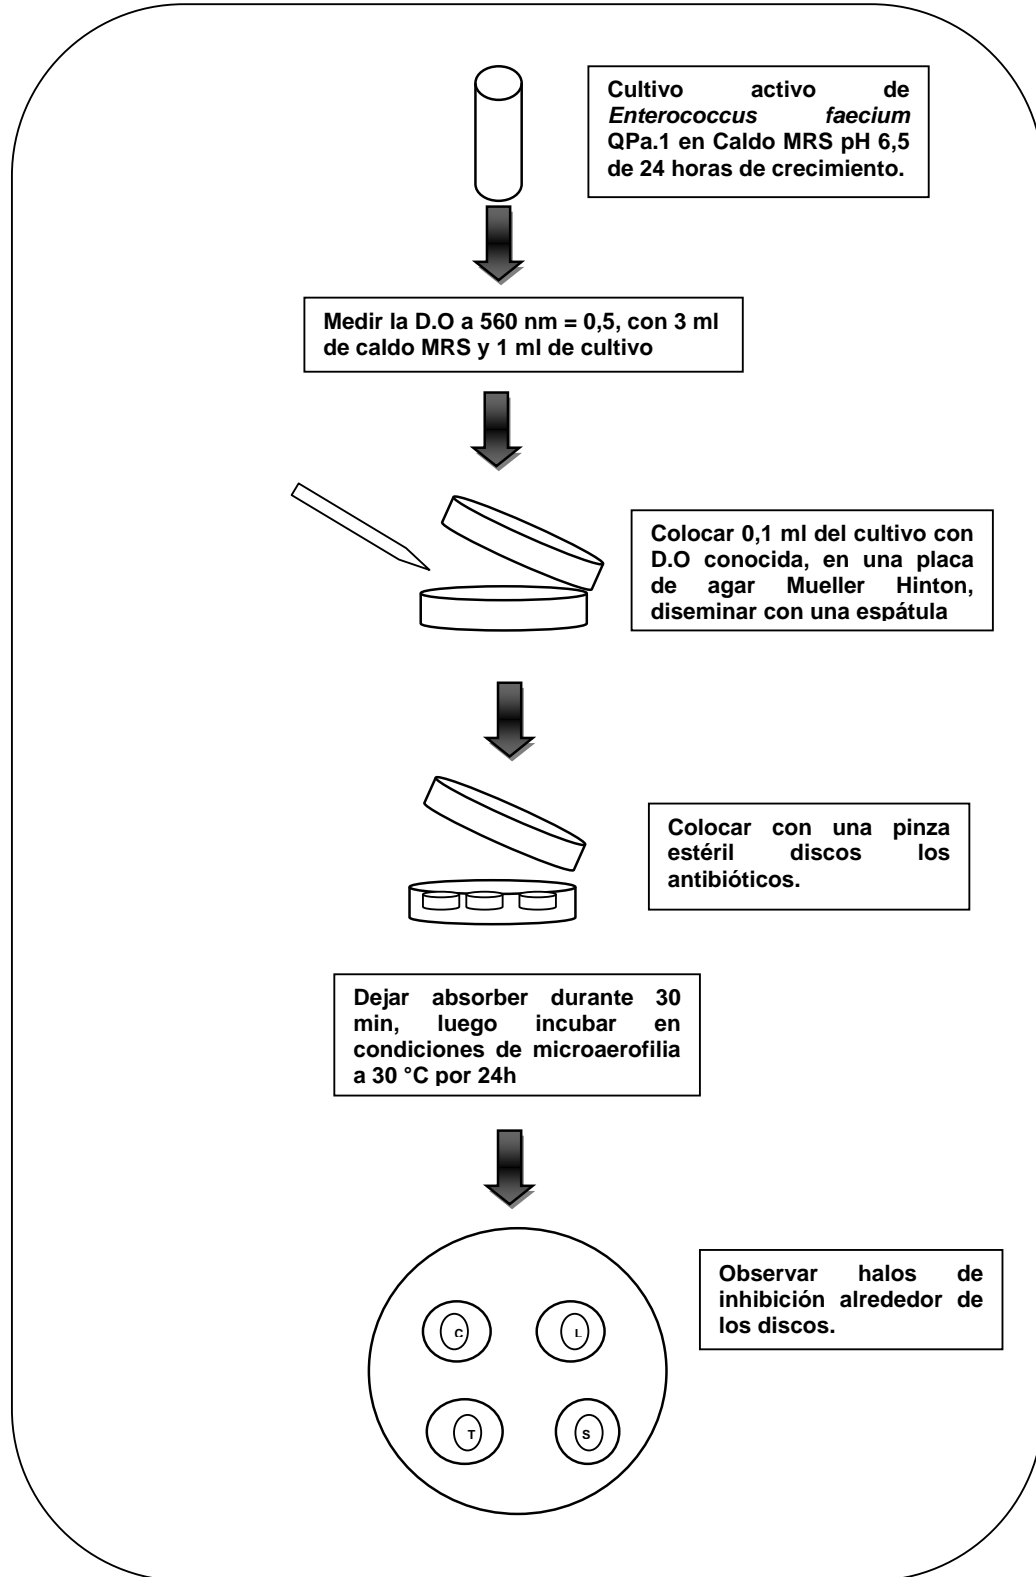 Cultivo activo de
Enterococcus faecium
QPa.1 en Caldo MRS pH 6,5
de 24 horas de crecimiento.
Medir la D.O a 560 nm = 0,5, con 3 ml
de caldo MRS y 1 ml de cultivo
Colocar 0,1 ml del cultivo con
D.O conocida, en una placa
de agar Mueller Hinton,
diseminar con una espátula
Colocar con una pinza
estéril discos los
antibióticos.
Dejar absorber durante 30
min, luego incubar en
condiciones de microaerofilia
a 30 °C por 24h
Observar halos de
inhibición alrededor de
los discos.
C L
T S